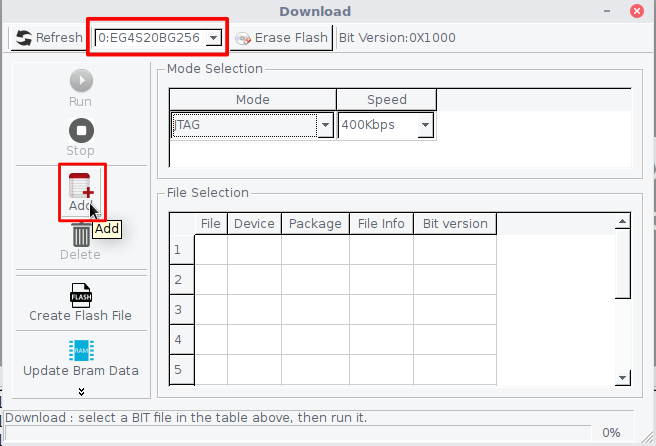 Download
Refresh 0:EG4S20BG256 Erase Flash Bit Version:0X1000
Run
Stop
Add
Add
Delete
Create Flash File
FLASH
Update Bram Data
RAM
Mode Selection
Mode Speed
JTAG 400Kbps
File Selection
File Device Package File Info Bit version
1
2
3
4
5
Download : select a BIT file in the table above, then run it.
0%